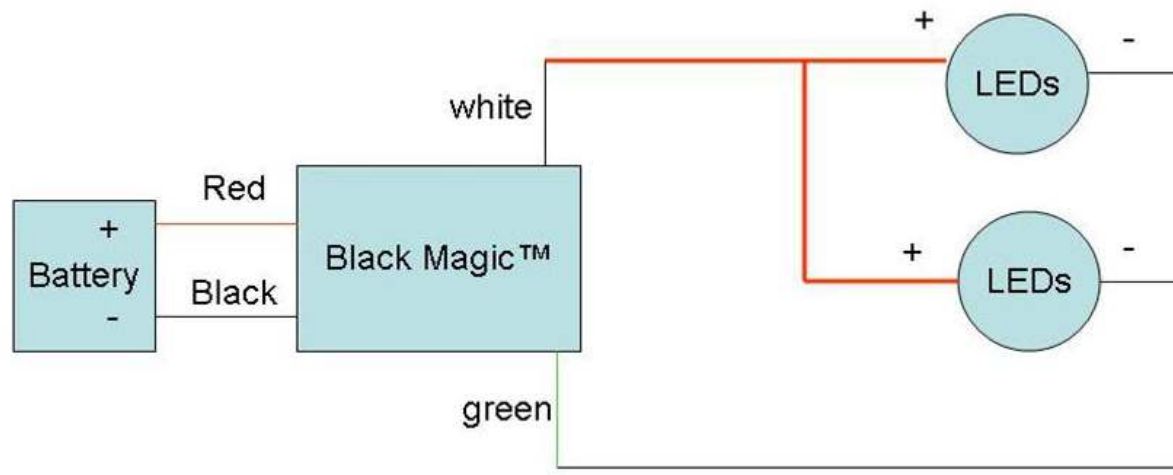 +
-
LEDs
white
Red
+
Battery
-
Black
Black Magic™
+
-
LEDs
green